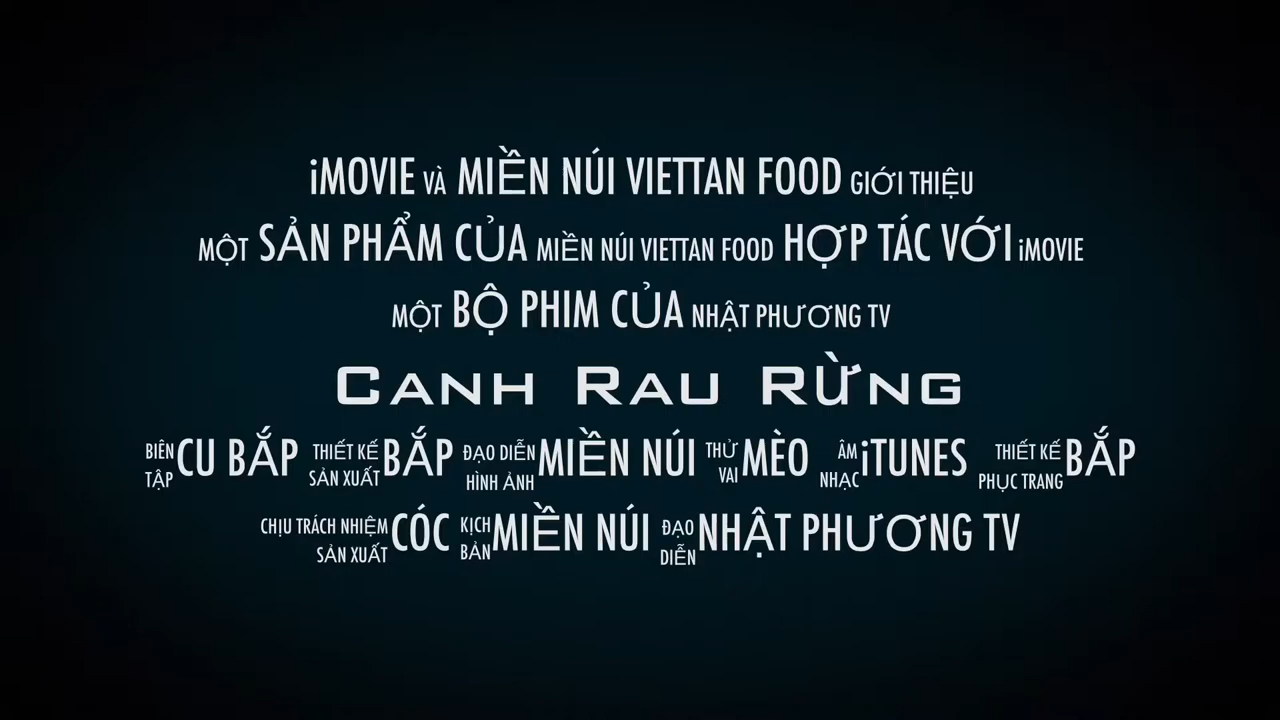 iMOVIE VÀ MIỀN NÚI VIETTAN FOOD GIỚI THIỆU
MỘT SẢN PHẨM CỦA MIỀN NÚI VIETTAN FOOD HỢP TÁC VỚI iMOVIE
MỘT BỘ PHIM CỦA NHẬT PHƯƠNG TV
CANH RAU RỪNG
BIÊN TẬP CU BẮP THIẾT KẾ SẢN XUẤT BẮP ĐẠO DIỄN HÌNH ẢNH MIỀN NÚI THỬ VAI MÈO ÂM NHẠC iTUNES THIẾT KẾ PHỤC TRANG BẮP
CHỊU TRÁCH NHIỆM SẢN XUẤT CÓC KỊCH BẢN MIỀN NÚI ĐẠO DIỄN NHẬT PHƯƠNG TV